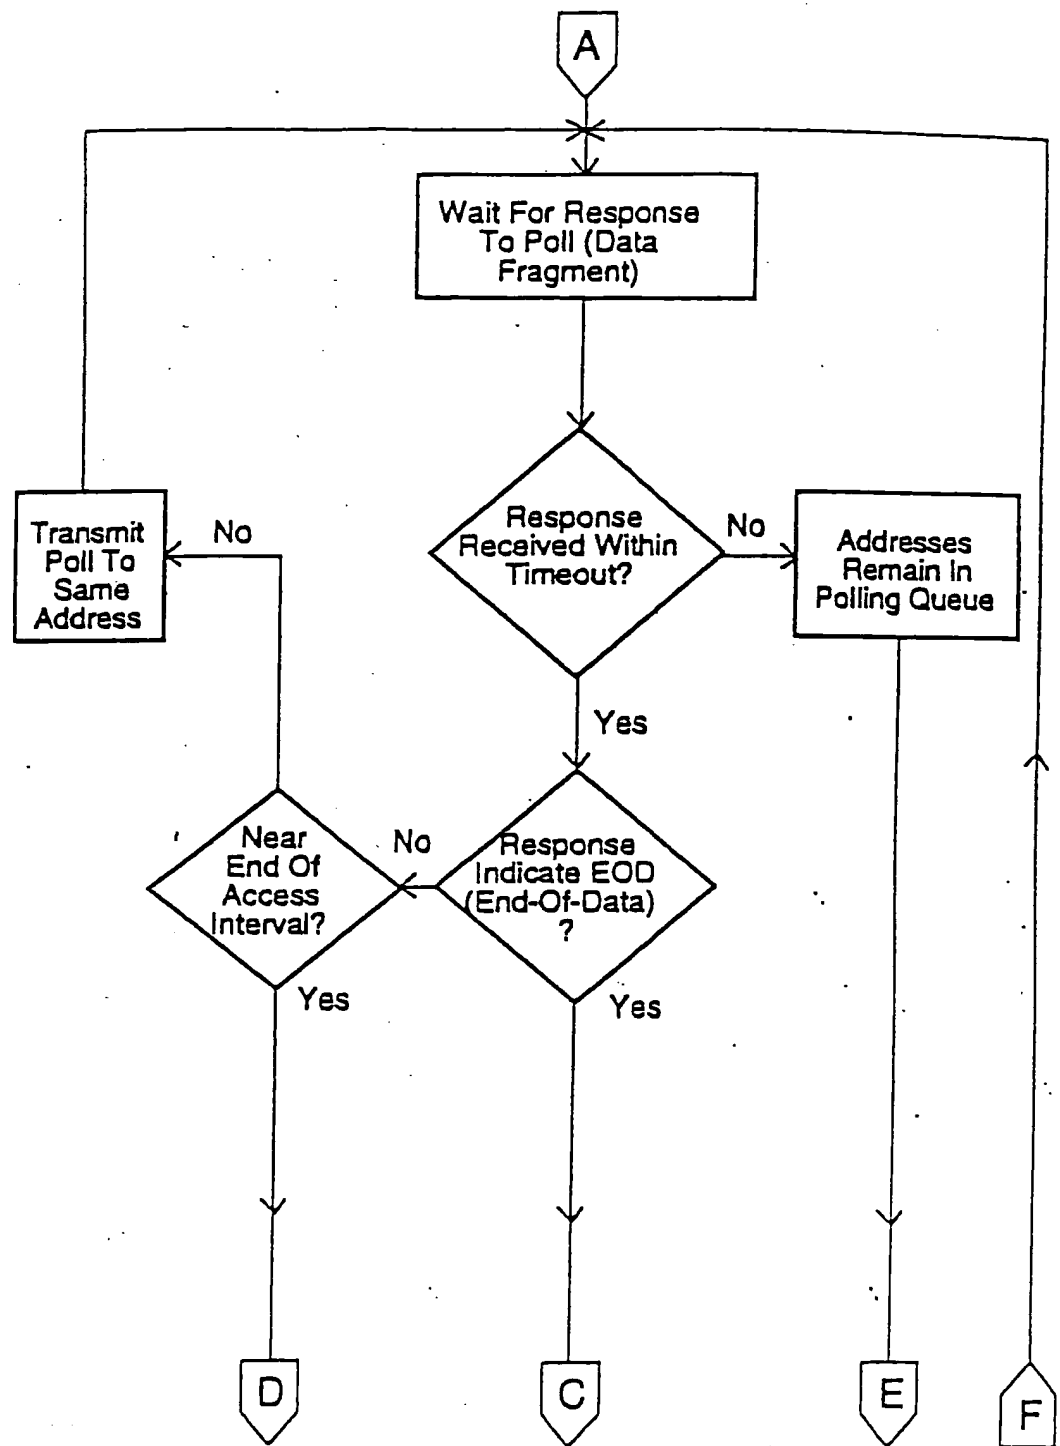 A
Wait For Response
To Poll (Data
Fragment)
Transmit
Poll To
Same
Address
No
Response
Received Within
Timeout?
No
Addresses
Remain In
Polling Queue
Yes
Near
End Of
Access
Interval?
No
Response
Indicate EOD
(End-Of-Data)
?
Yes
Yes
D
C
E
F